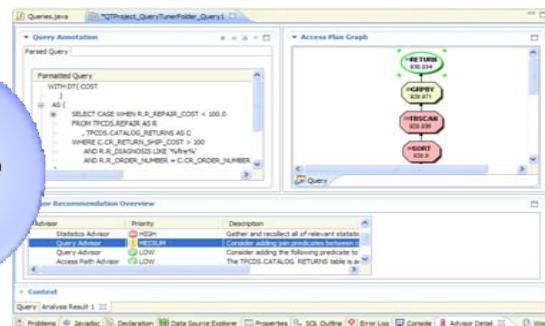 Queries.java
*QTProject_QueryTunerFolder_Query1
Query Annotation
Parsed Query
Formatted Query
WITH DT( COST
)
AS (
SELECT CASE WHEN R.R_REPAIR_COST < 100.0
FROM TPCDS.REPAIR AS R
, TPCDS.CATALOG_RETURNS AS C
WHERE C.CR_RETURN_SHIP_COST > 100
AND R.R_DIAGNOSIS LIKE '%fire%'
AND R.R_ORDER_NUMBER = C.CR_ORDER_NUMBER
Access Plan Graph
RETURN
GRPBY
TBSCAN
SORT
Query
or Recommendation Overview
Advisor Priority Description
Statistics Advisor HIGH Gather and recollect all of relevant statistic
Query Advisor MEDIUM Consider adding join predicates between
Query Advisor LOW Consider adding the following predicate to
Access Path Advisor LOW The TPCDS.CATALOG_RETURNS table is
Context
Query Analysis Result 1
Problems Javadoc Declaration Data Source Explorer Properties SQL Outline Error Log Console Advisor Detail